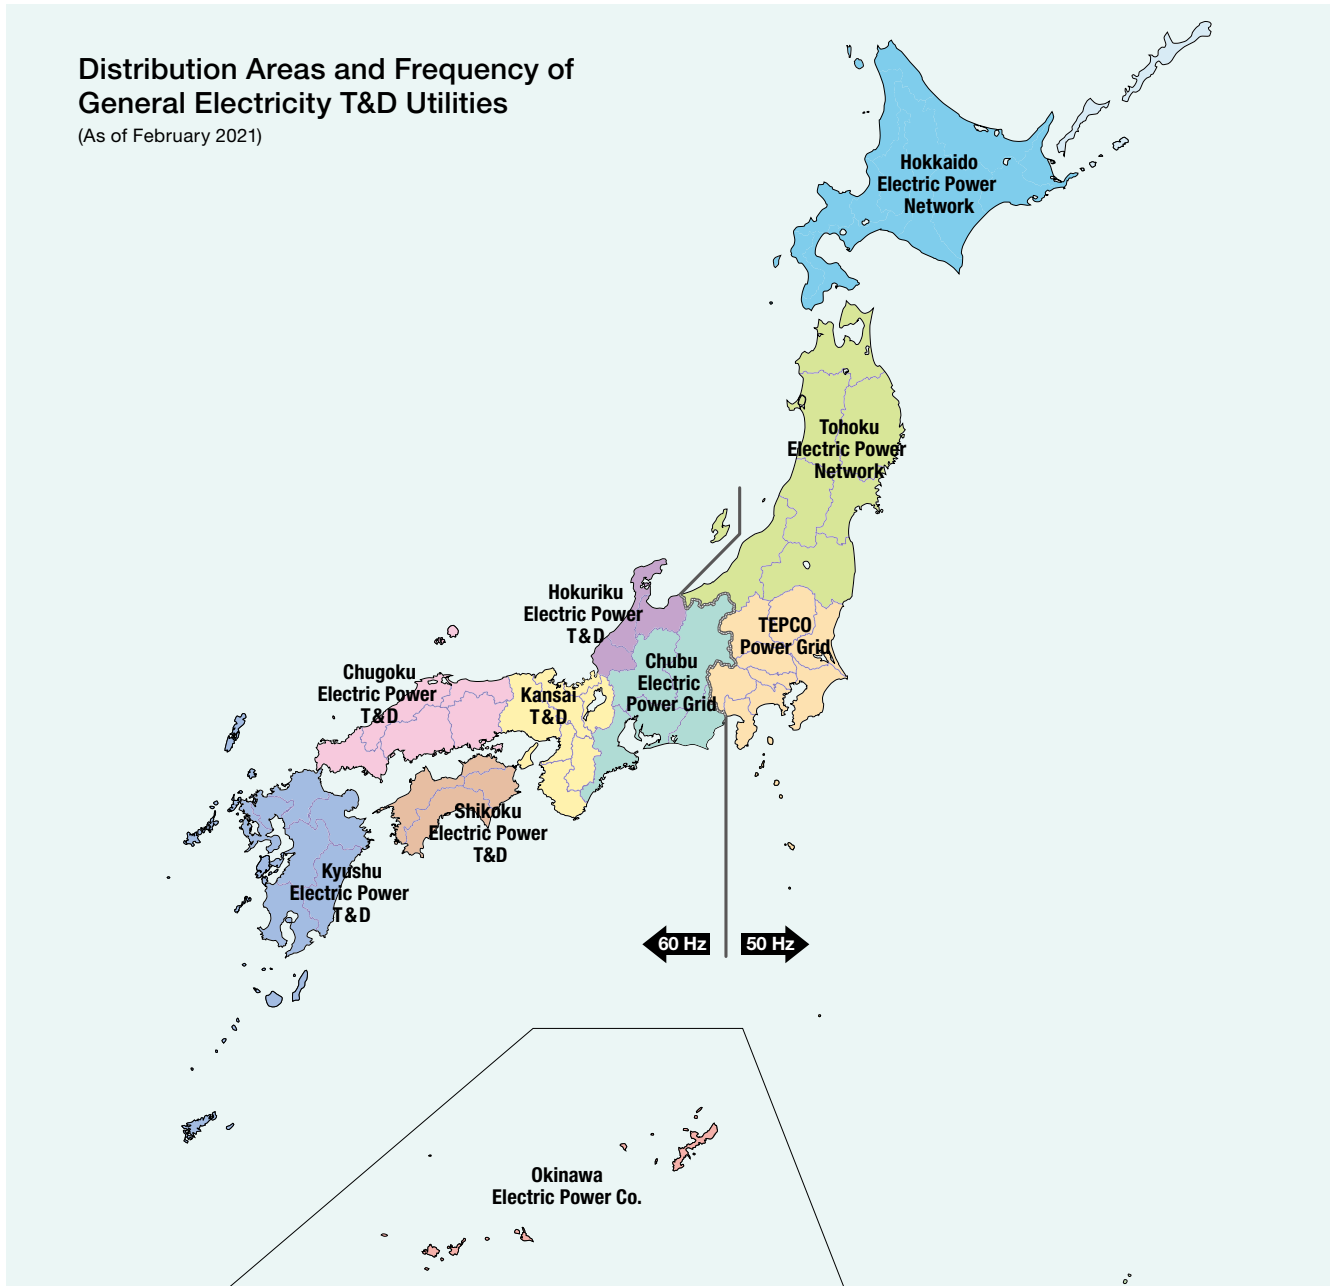 Distribution Areas and Frequency of
General Electricity T&D Utilities
(As of February 2021)
Hokkaido
Electric Power
Network
Tohoku
Electric Power
Network
Hokuriku
Electric Power
T&D
TEPCO
Power Grid
Chubu
Electric
Power Grid
Chugoku
Electric Power
T&D
Kansai
T&D
Shikoku
Electric Power
T&D
Kyushu
Electric Power
T&D
60 Hz
50 Hz
Okinawa
Electric Power Co.